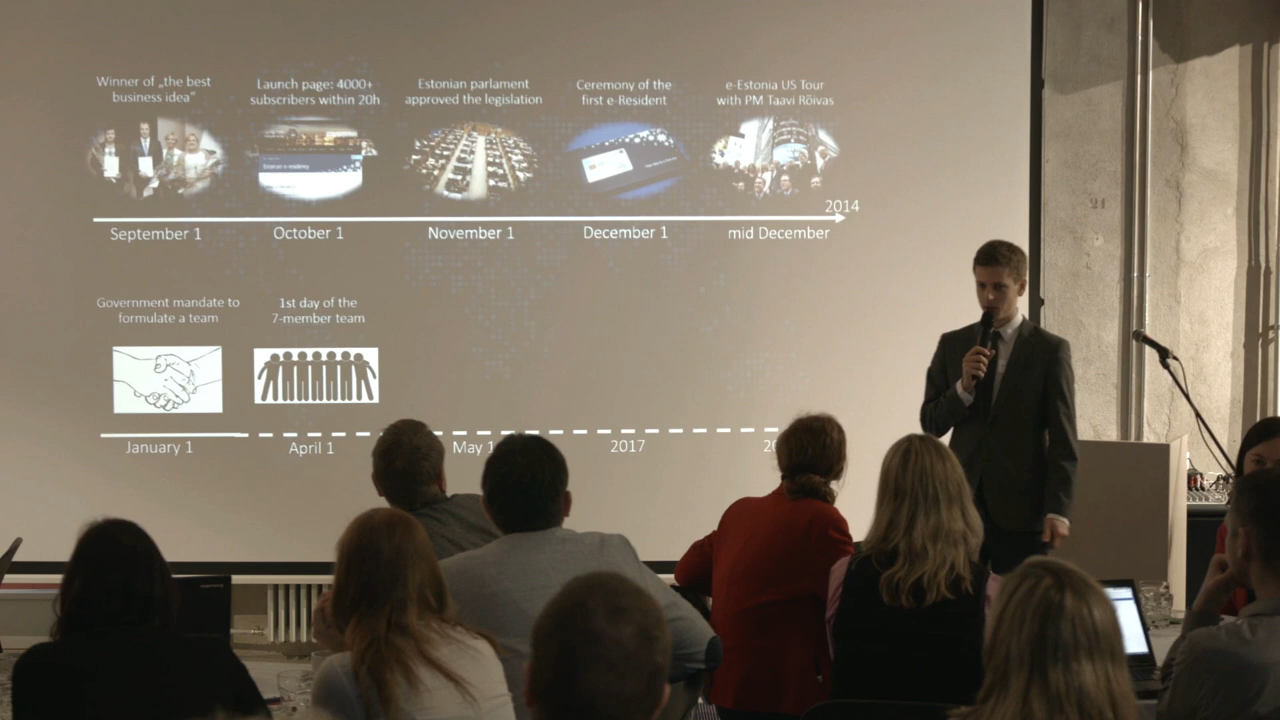 Winner of „the best
business idea“
Launch page: 4000+
subscribers within 20h
Estonian parlament
approved the legislation
Ceremony of the
first e-Resident
e-Estonia US Tour
with PM Taavi Rõivas
Estonian e-residency
2014
September 1
October 1
November 1
December 1
mid December
Government mandate to
formulate a team
1st day of the
7-member team
January 1
April 1
May 1
2017
21